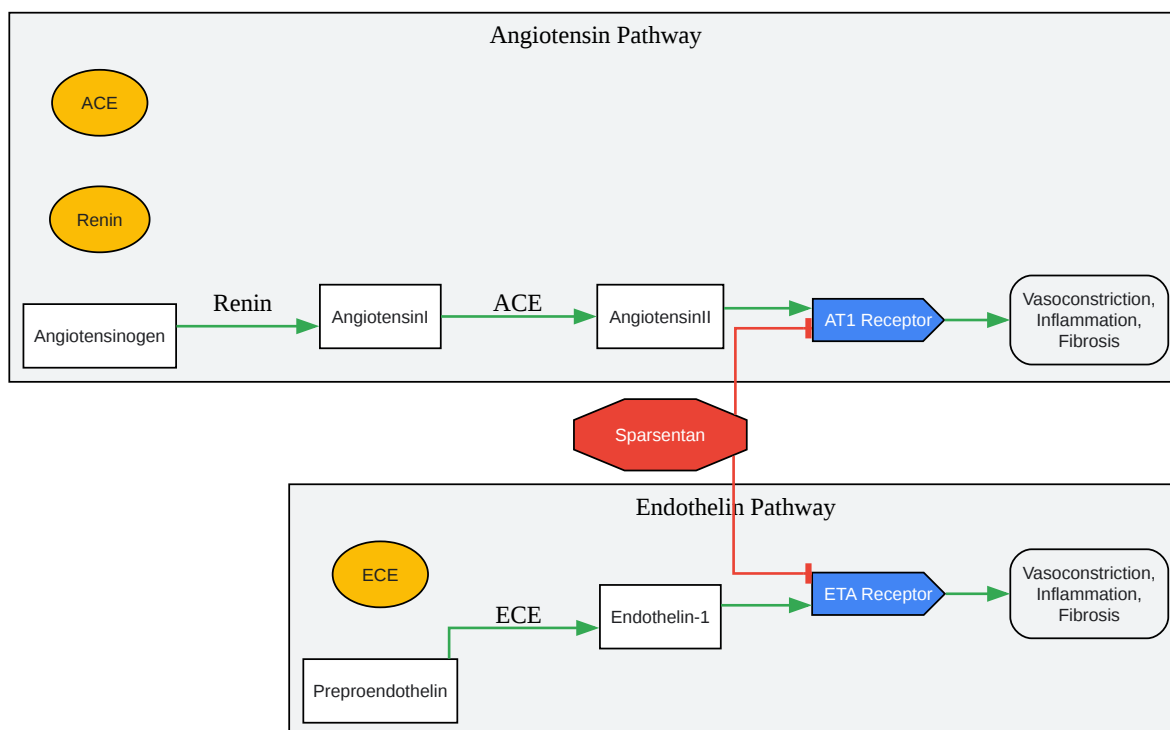 Angiotensin Pathway
ACE
Renin
Angiotensinogen
Renin
AngiotensinI
ACE
AngiotensinII
AT1 Receptor
Vasoconstriction,
Inflammation,
Fibrosis
Sparsentan
Endothelin Pathway
ECE
Preproendothelin
ECE
Endothelin-1
ETA Receptor
Vasoconstriction,
Inflammation,
Fibrosis